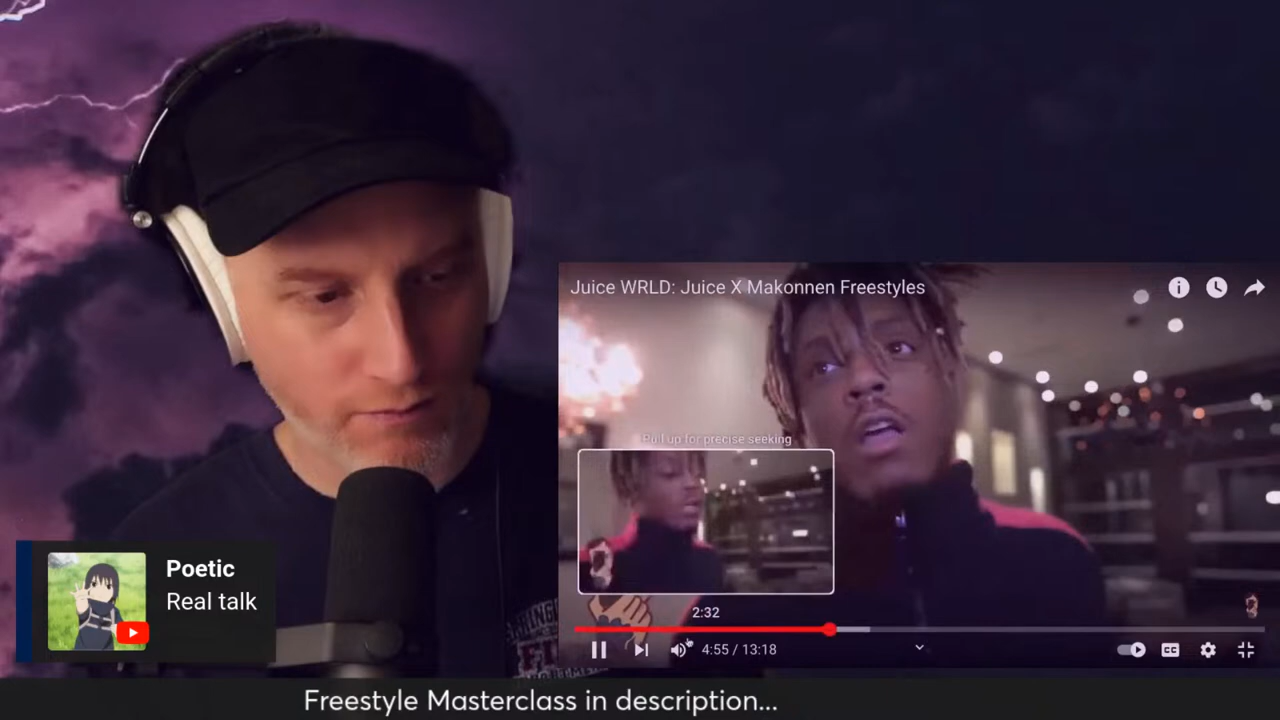 Juice WRLD: Juice X Makonnen Freestyles
Pull up for precise seeking
2:32
4:55 / 13:18
CC
Poetic
Real talk
Freestyle Masterclass in description...